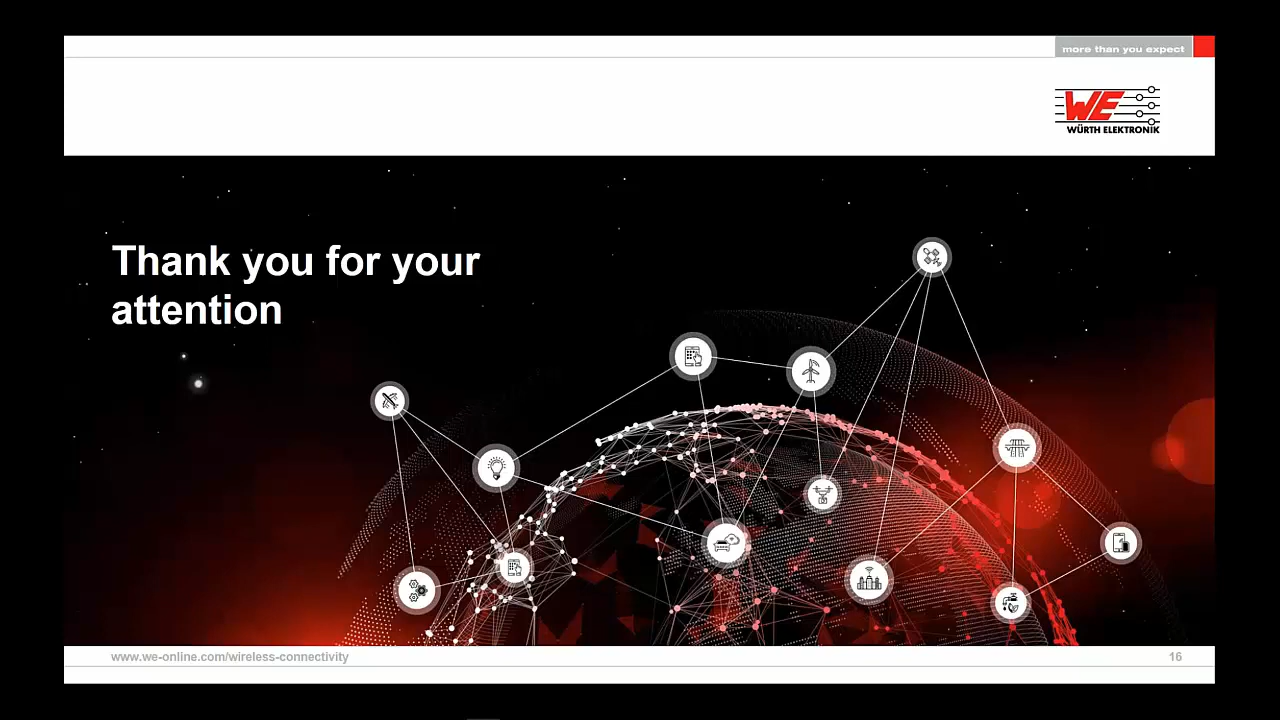 more than you expect
WE
WÜRTH ELEKTRONIK
Thank you for your
attention
www.we-online.com/wireless-connectivity
16